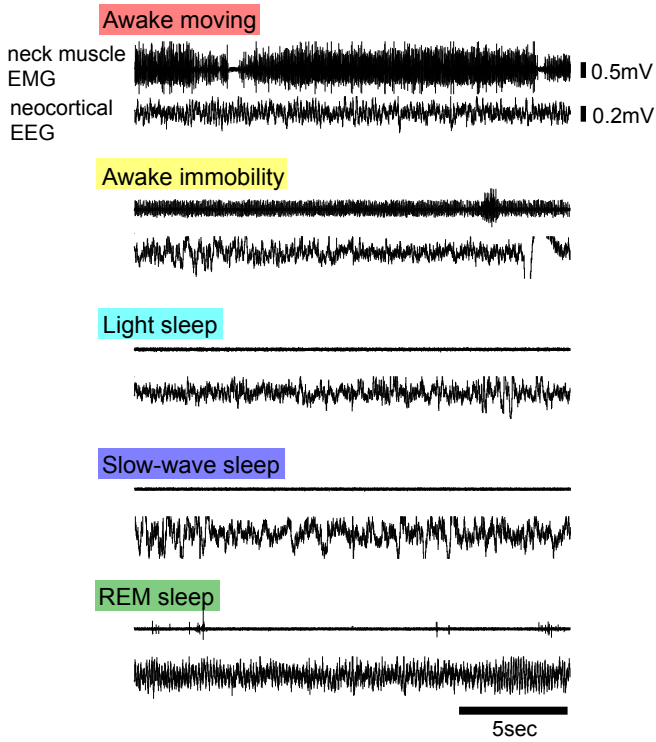 Awake moving
neck muscle
EMG
0.5mV
neocortical
EEG
0.2mV
Awake immobility
Light sleep
Slow-wave sleep
REM sleep
5sec